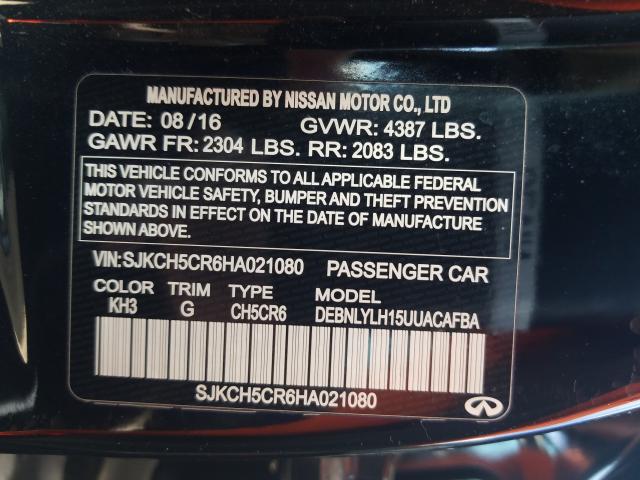 MANUFACTURED BY NISSAN MOTOR CO., LTD
DATE: 08/16 GVWR: 4387 LBS.
GAWR FR: 2304 LBS. RR: 2083 LBS.
THIS VEHICLE CONFORMS TO ALL APPLICABLE FEDERAL
MOTOR VEHICLE SAFETY, BUMPER AND THEFT PREVENTION
STANDARDS IN EFFECT ON THE DATE OF MANUFACTURE
SHOWN ABOVE.
VIN:SJKCH5CR6HA021080 PASSENGER CAR
COLOR TRIM TYPE MODEL
KH3 G CH5CR6 DEBNLYLH15UUACAFBA
SJKCH5CR6HA021080